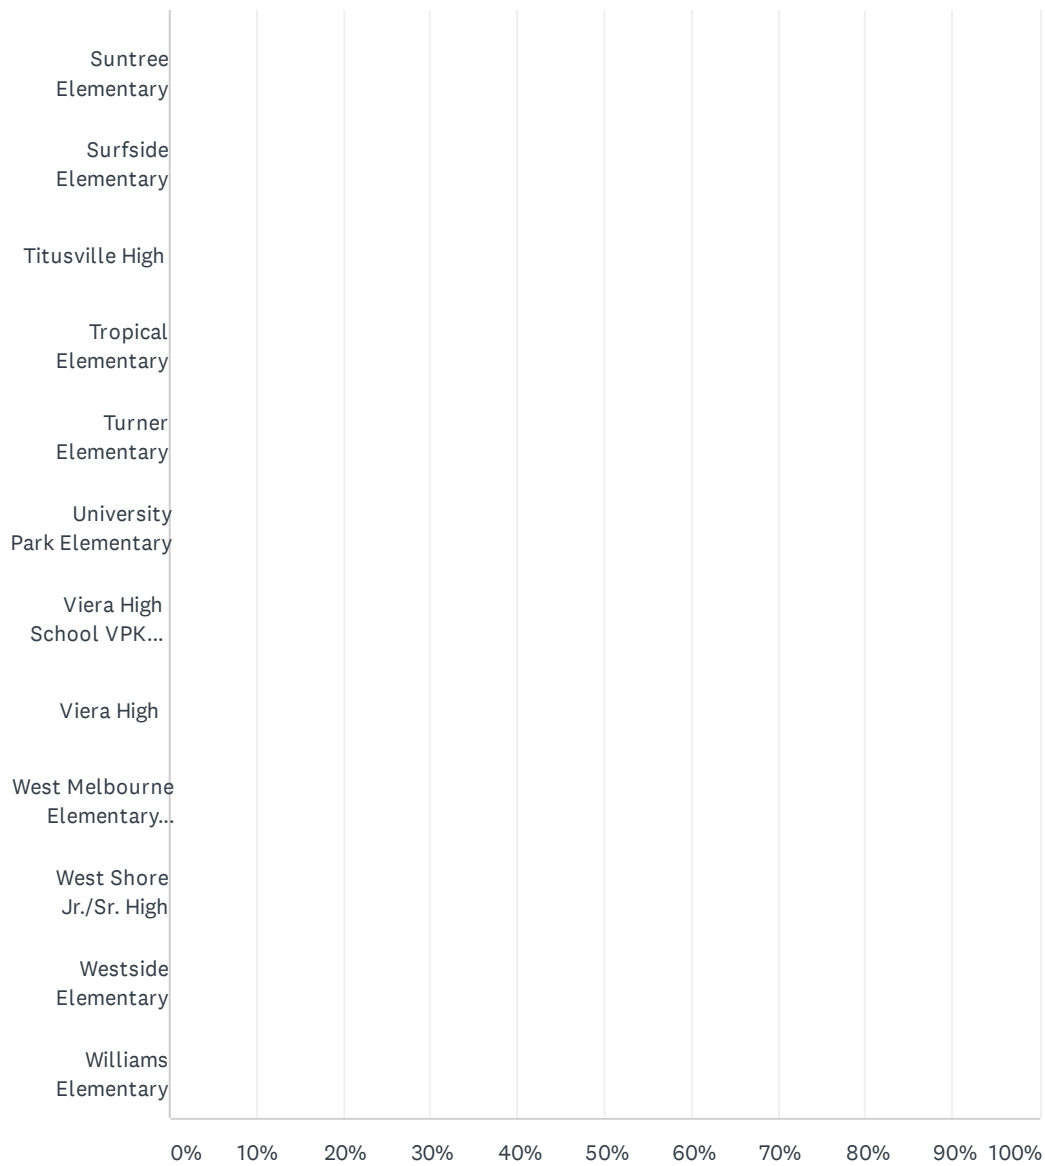 Suntree
Elementary
Surfside
Elementary
Titusville High
Tropical
Elementary
Turner
Elementary
University
Park Elementary
Viera High
School VPK...
Viera High
West Melbourne
Elementary...
West Shore
Jr./Sr. High
Westside
Elementary
Williams
Elementary
0% 10% 20% 30% 40% 50% 60% 70% 80% 90% 100%